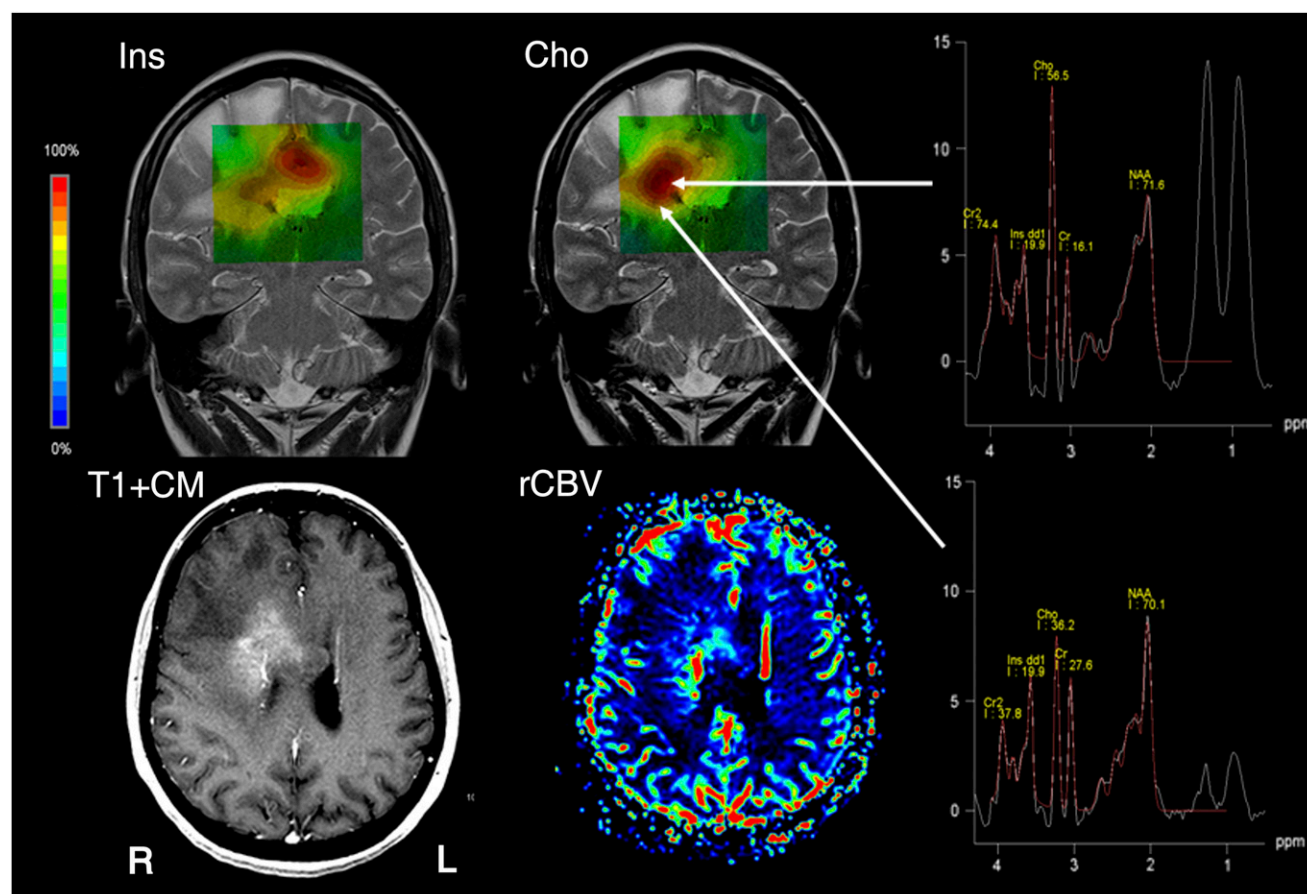 Ins
Cho
100%
0%
15
10
5
0
Cho
I : 56.5
NAA
I : 71.6
Cr2
I : 74.4
Ins dd1
I : 19.9
Cr
I : 16.1
4
3
2
1
ppm
T1+CM
rCBV
R
L
10
15
10
5
0
NAA
I : 70.1
Cho
I : 36.2
Cr
I : 27.6
Ins dd1
I : 19.9
Cr2
I : 37.8
4
3
2
1
ppm